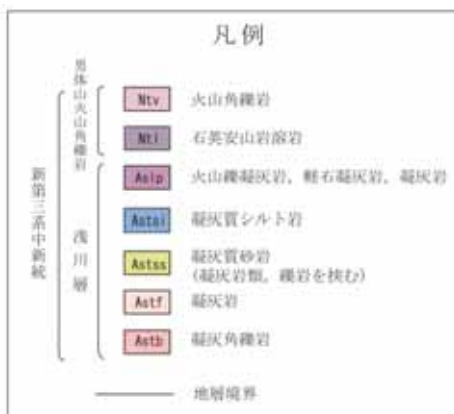 凡例
新第三系中新統
男体山火山角礫岩
Ntv 火山角礫岩
Ntl 石英安山岩溶岩
浅川層
Aslp 火山礫凝灰岩，軽石凝灰岩，凝灰岩
Astsi 凝灰質シルト岩
Astss 凝灰質砂岩
(凝灰岩類，礫岩を挟む)
Astf 凝灰岩
Astb 凝灰角礫岩
地層境界